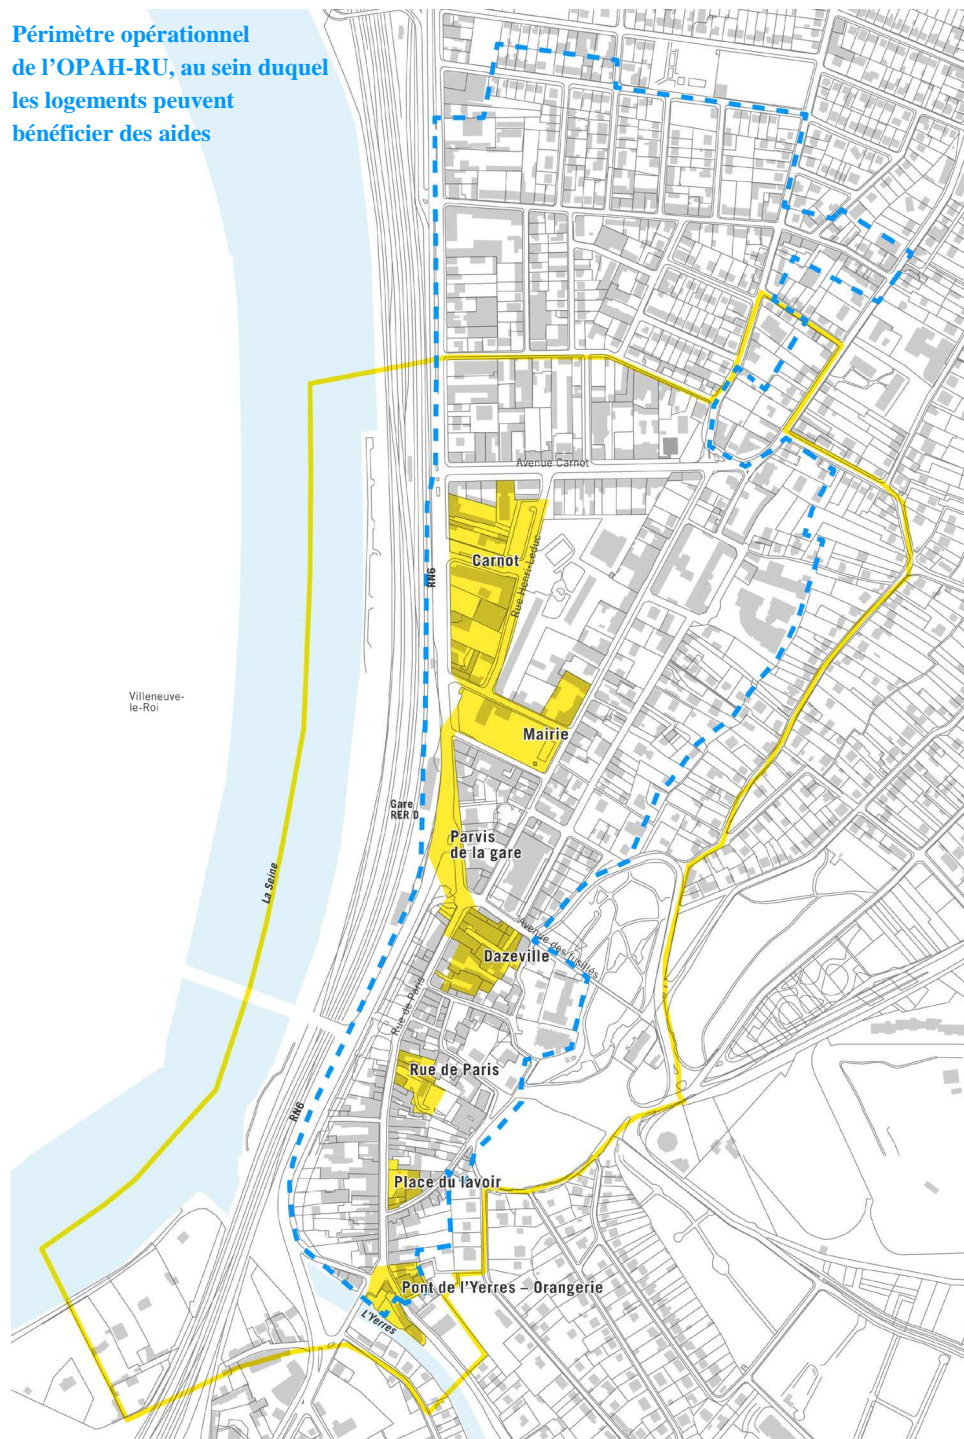 Périmètre opérationnel
de l'OPAH-RU, au sein duquel
les logements peuvent
bénéficier des aides
Avenue Carnot
Carnot
Rue Henri-Leduc
RN6
Villeneuve-
le-Roi
Mairie
Gare
RER D
Parvis
de la gare
La Seine
Avenue des fusillés
Dazeville
Rue de Paris
Rue de Paris
RN6
Place du lavoir
Pont de l'Yerres – Orangerie
L'Yerres